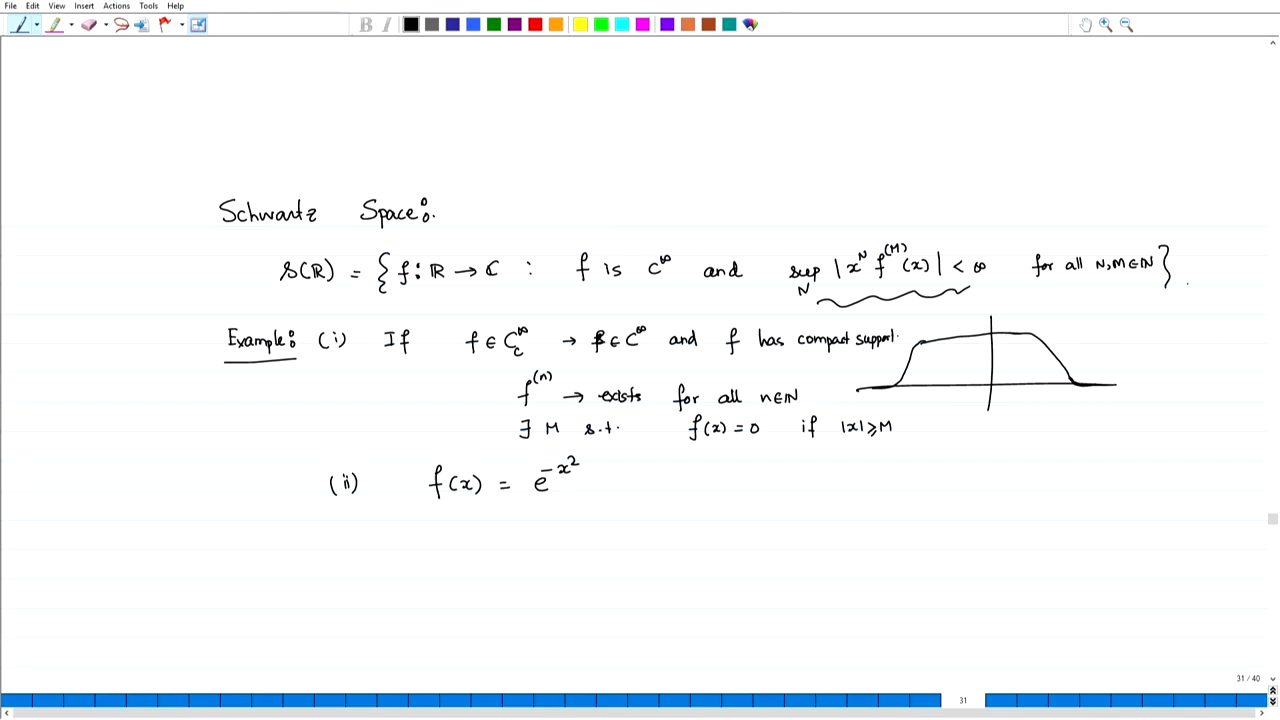 File Edit View Insert Actions Tools Help
B I
Schwartz Space:.
S(ℝ) = { f: ℝ → ℂ : f is C^∞ and sup_N |x^N f^(M)(x)| < ∞ for all N,M∈ℕ }.
Example: (i) If f ∈ C_c^∞ → f ∈ C^∞ and f has compact support.
f^(n) → exists for all n∈ℕ
∃ M s.t. f(x) = 0 if |x| ≥ M
(ii) f(x) = e^{-x^2}
31 / 40
31